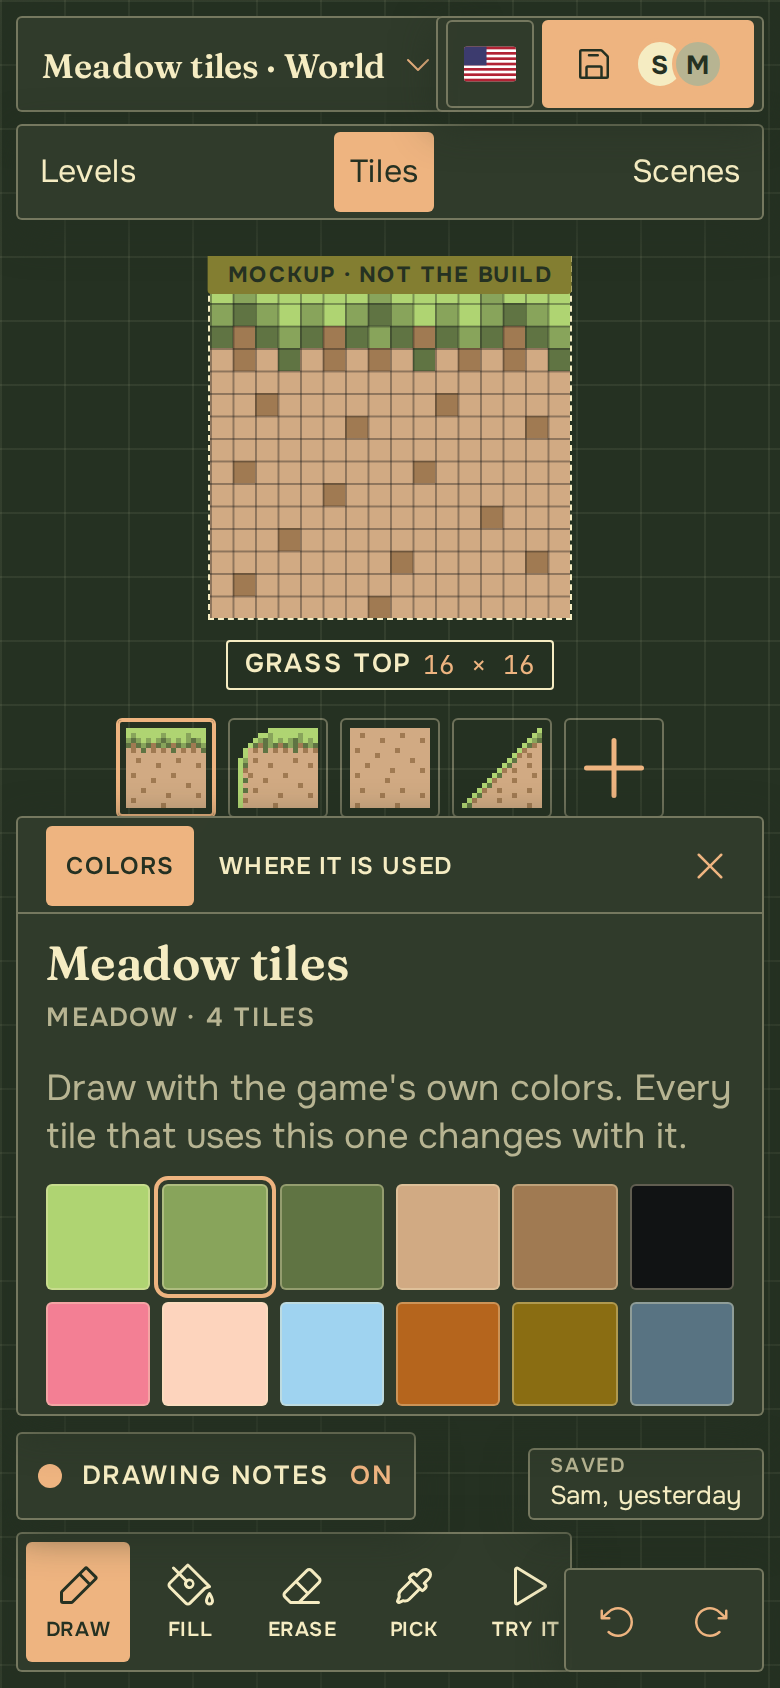 Meadow tiles · World
S M
Levels
Tiles
Scenes
MOCKUP · NOT THE BUILD
GRASS TOP 16 × 16
COLORS
WHERE IT IS USED
Meadow tiles
MEADOW · 4 TILES
Draw with the game's own colors. Every
tile that uses this one changes with it.
DRAWING NOTES ON
SAVED
Sam, yesterday
DRAW
FILL
ERASE
PICK
TRY IT